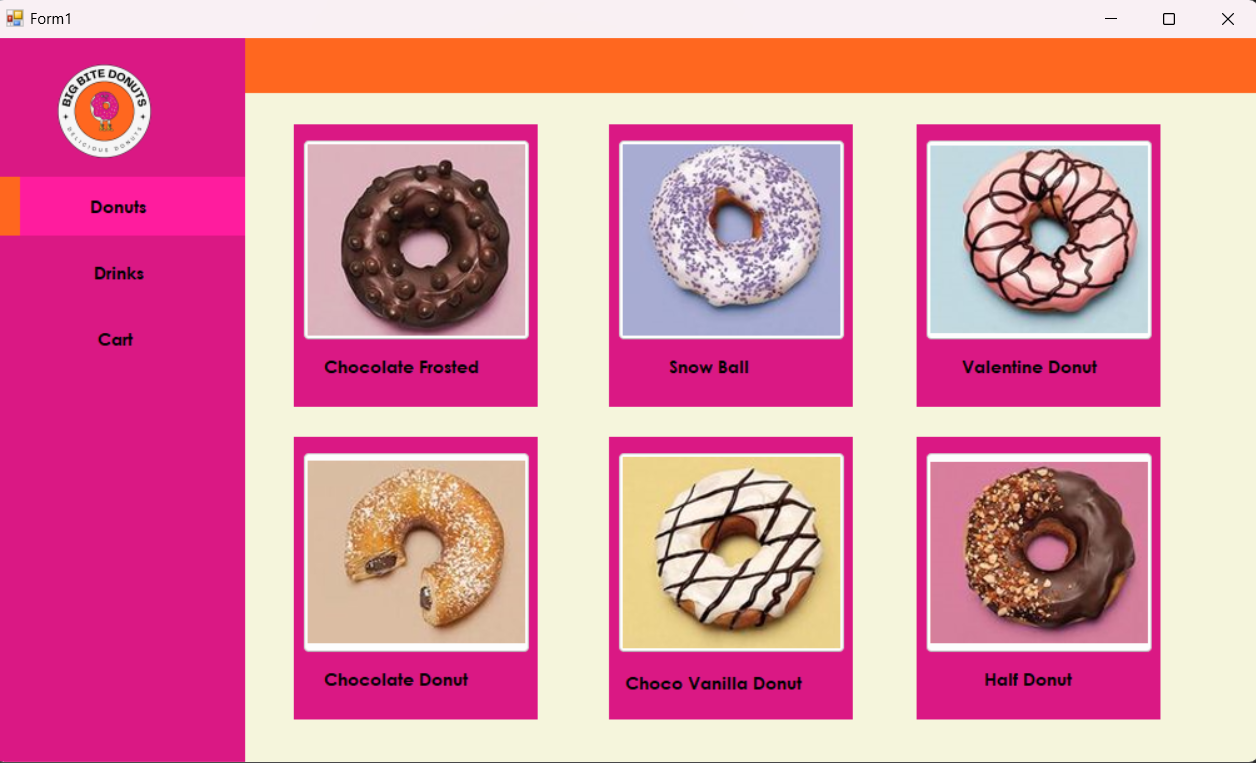 Form1
BIG BITE DONUTS
DELICIOUS DONUTS
Donuts
Drinks
Cart
Chocolate Frosted
Snow Ball
Valentine Donut
Chocolate Donut
Choco Vanilla Donut
Half Donut